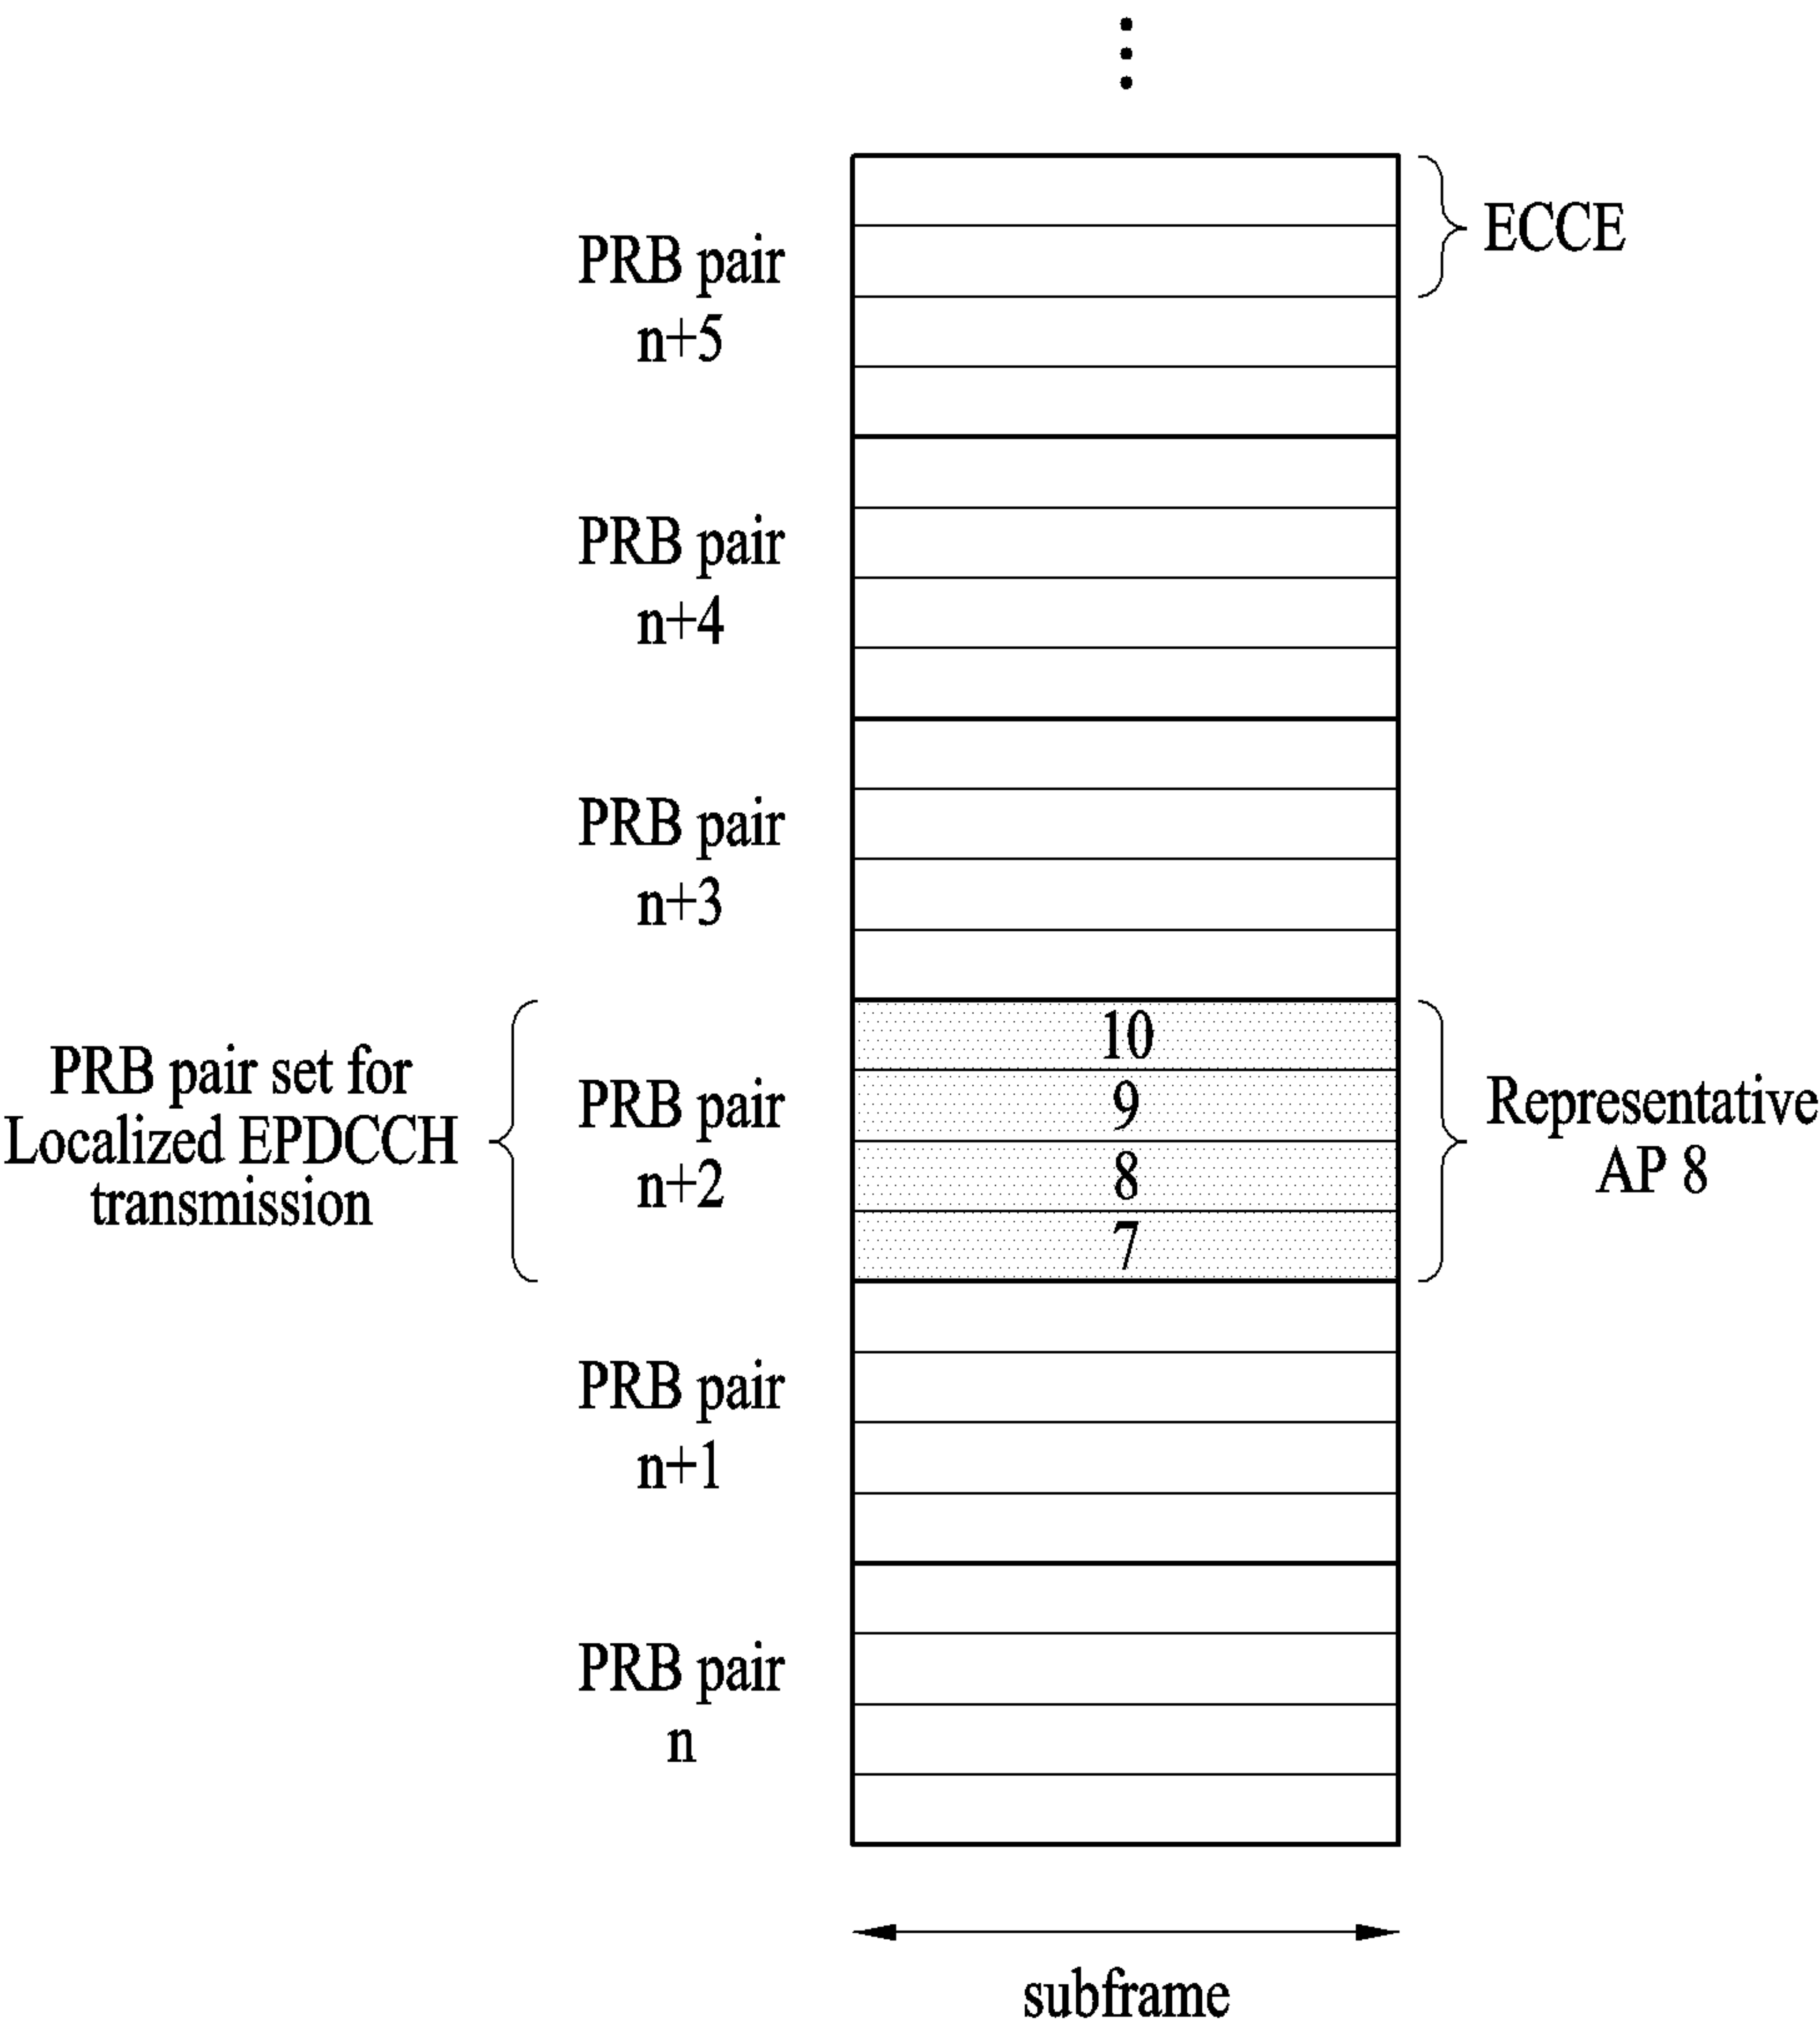 PRB pair
n+5
ECCE
PRB pair
n+4
PRB pair
n+3
PRB pair set for
Localized EPDCCH
transmission
PRB pair
n+2
10
9
8
7
Representative
AP 8
PRB pair
n+1
PRB pair
n
subframe